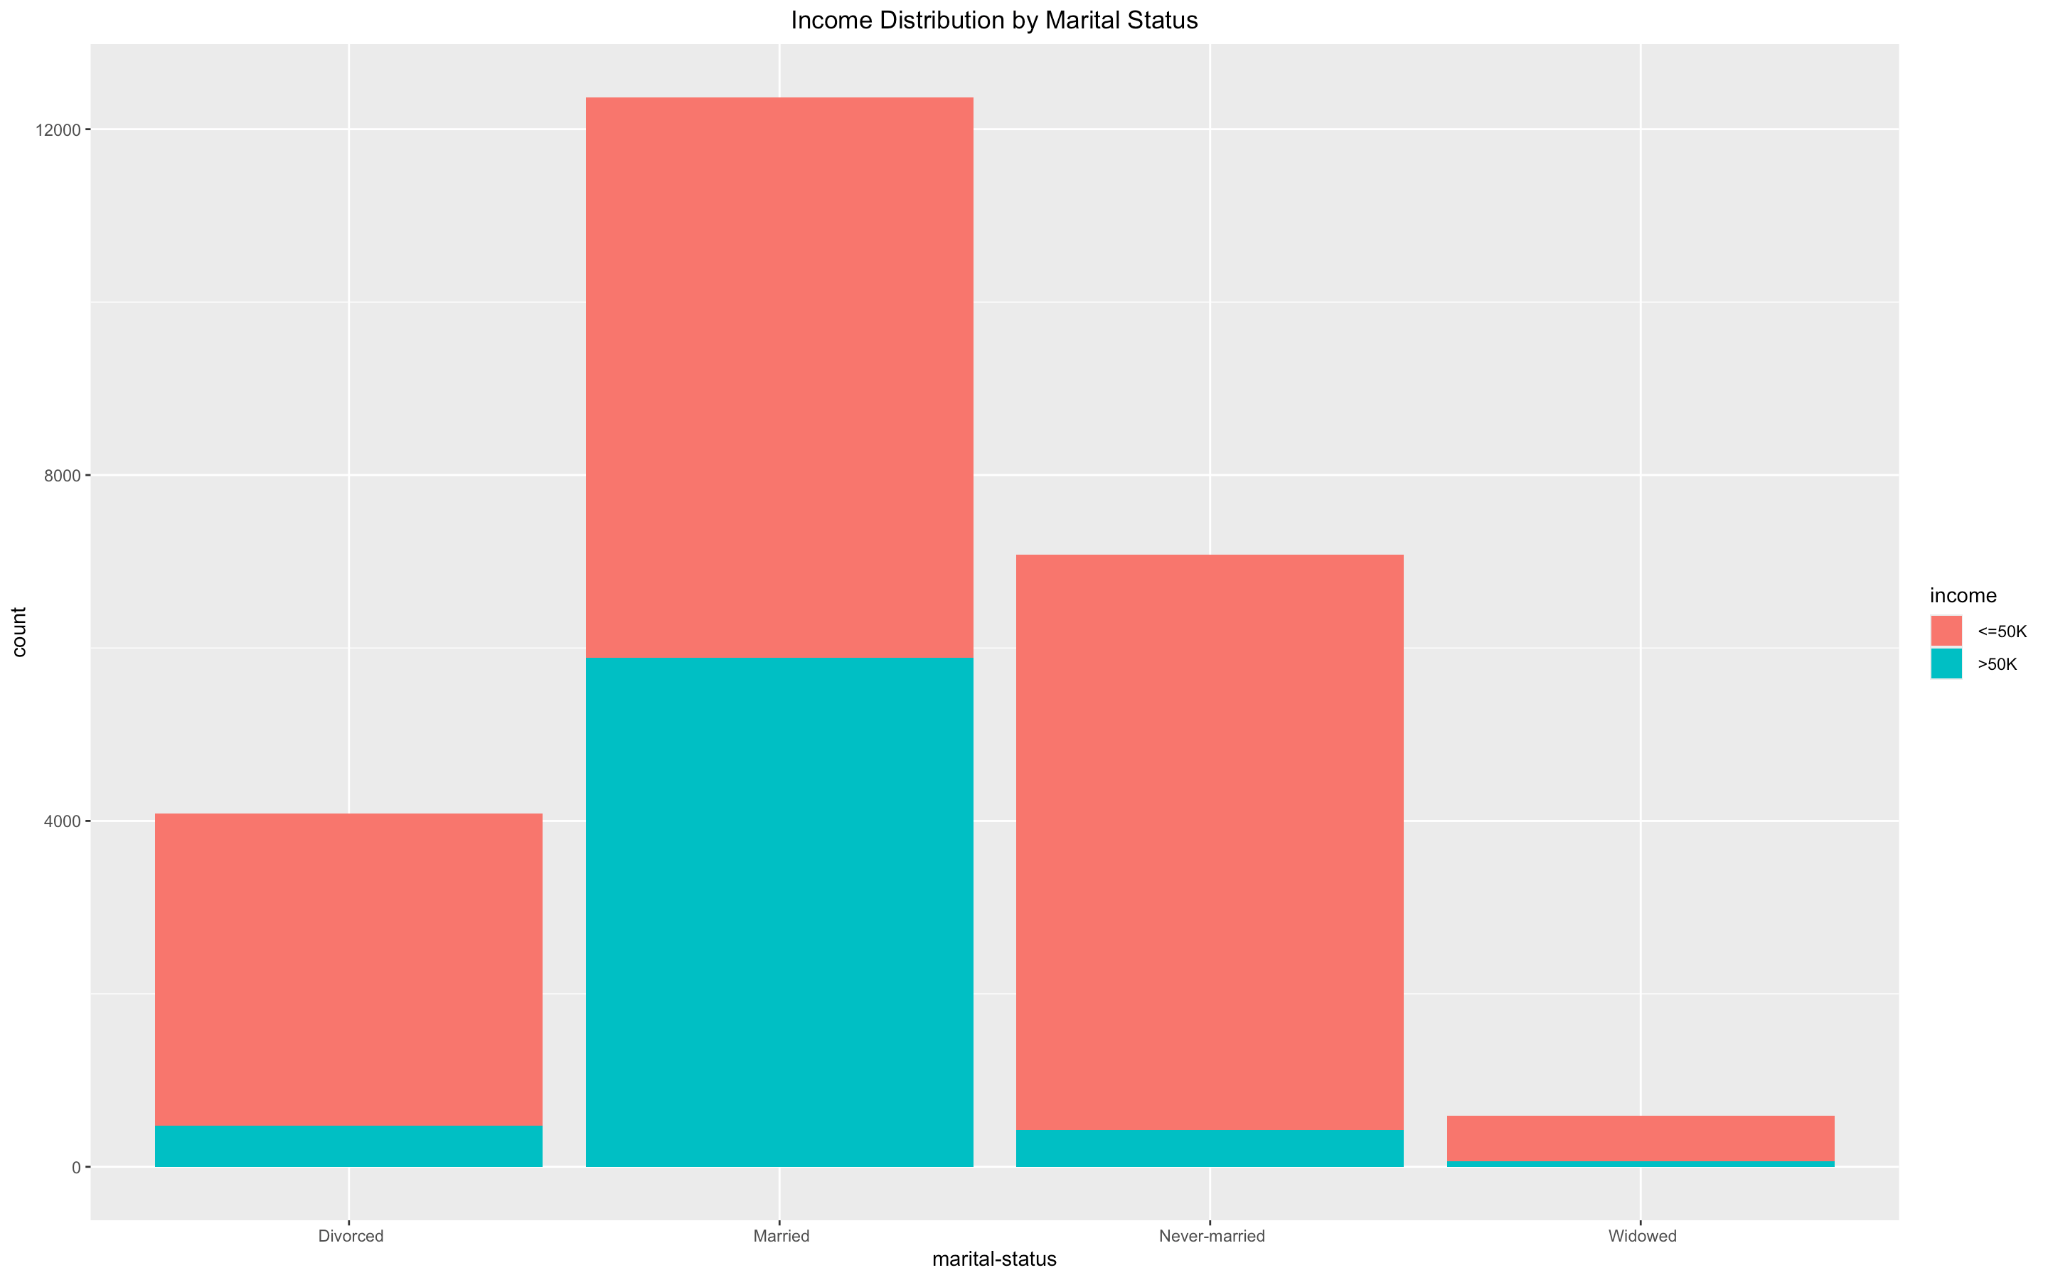 Income Distribution by Marital Status
count
12000
8000
4000
0
Divorced
Married
Never-married
Widowed
marital-status
income
<=50K
>50K